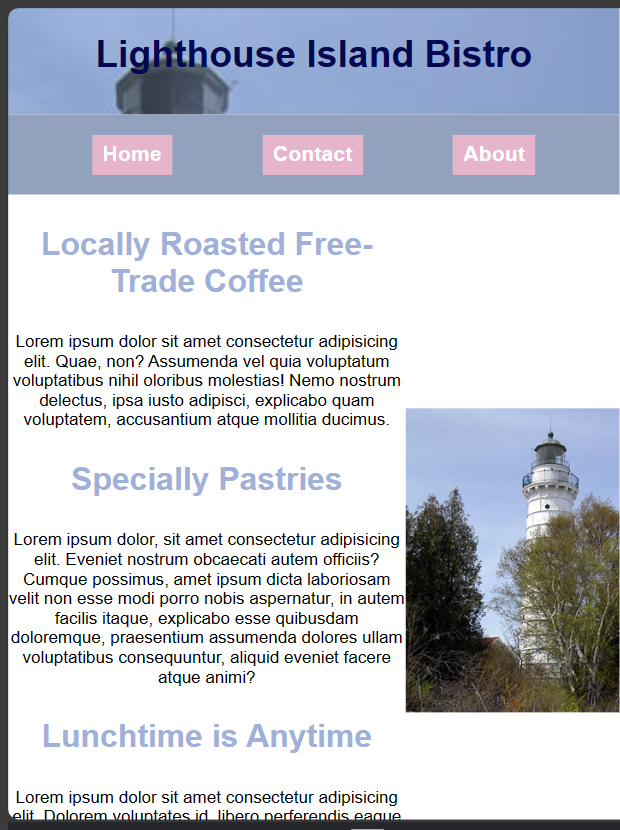 Lighthouse Island Bistro
Home Contact About
Locally Roasted Free-
Trade Coffee
Lorem ipsum dolor sit amet consectetur adipisicing
elit. Quae, non? Assumenda vel quia voluptatum
voluptatibus nihil oloribus molestias! Nemo nostrum
delectus, ipsa iusto adipisci, explicabo quam
voluptatem, accusantium atque mollitia ducimus.
Specially Pastries
Lorem ipsum dolor, sit amet consectetur adipisicing
elit. Eveniet nostrum obcaecati autem officiis?
Cumque possimus, amet ipsum dicta laboriosam
velit non esse modi porro nobis aspernatur, in autem
facilis itaque, explicabo esse quibusdam
doloremque, praesentium assumenda dolores ullam
voluptatibus consequuntur, aliquid eveniet facere
atque animi?
Lunchtime is Anytime
Lorem ipsum dolor sit amet consectetur adipisicing
elit. Dolorem voluptates id, libero perferendis eaque